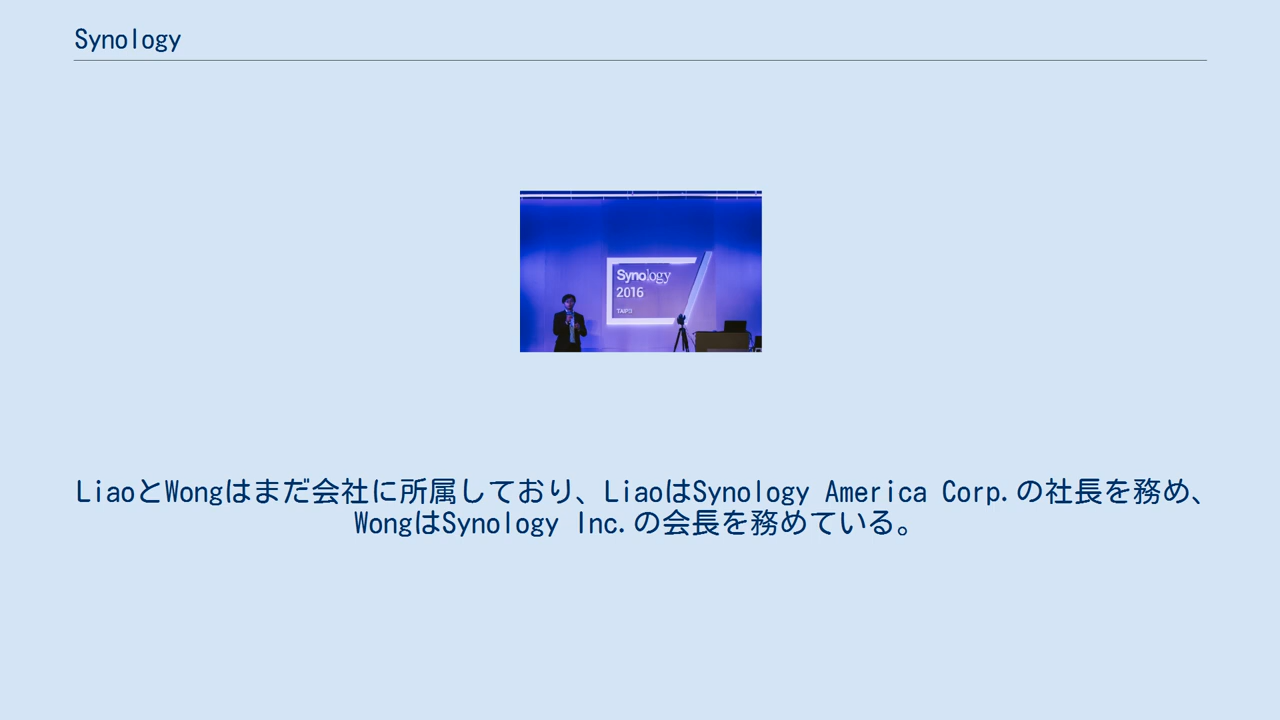 Synology
Synology
2016
TAIPEI
LiaoとWongはまだ会社に所属しており、LiaoはSynology America Corp.の社長を務め、
WongはSynology Inc.の会長を務めている。